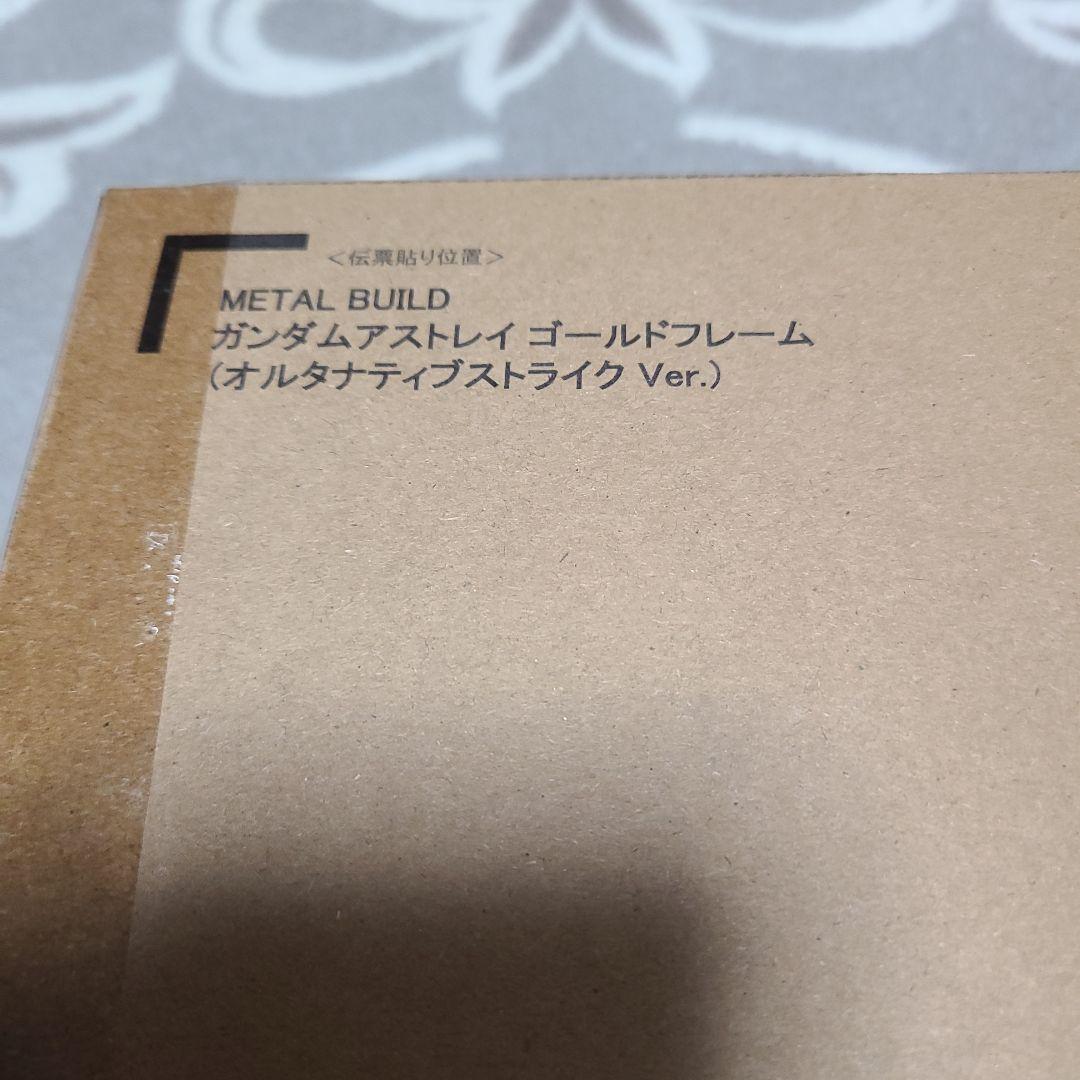 ＜伝票貼り位置＞
METAL BUILD
ガンダムアストレイ ゴールドフレーム
(オルタナティブストライク Ver.)